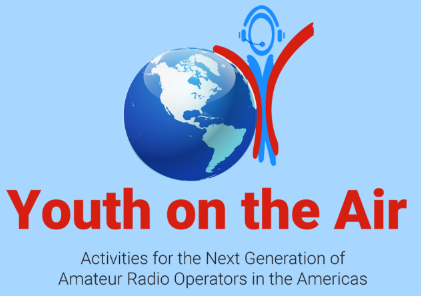 Youth on the Air
Activities for the Next Generation of
Amateur Radio Operators in the Americas